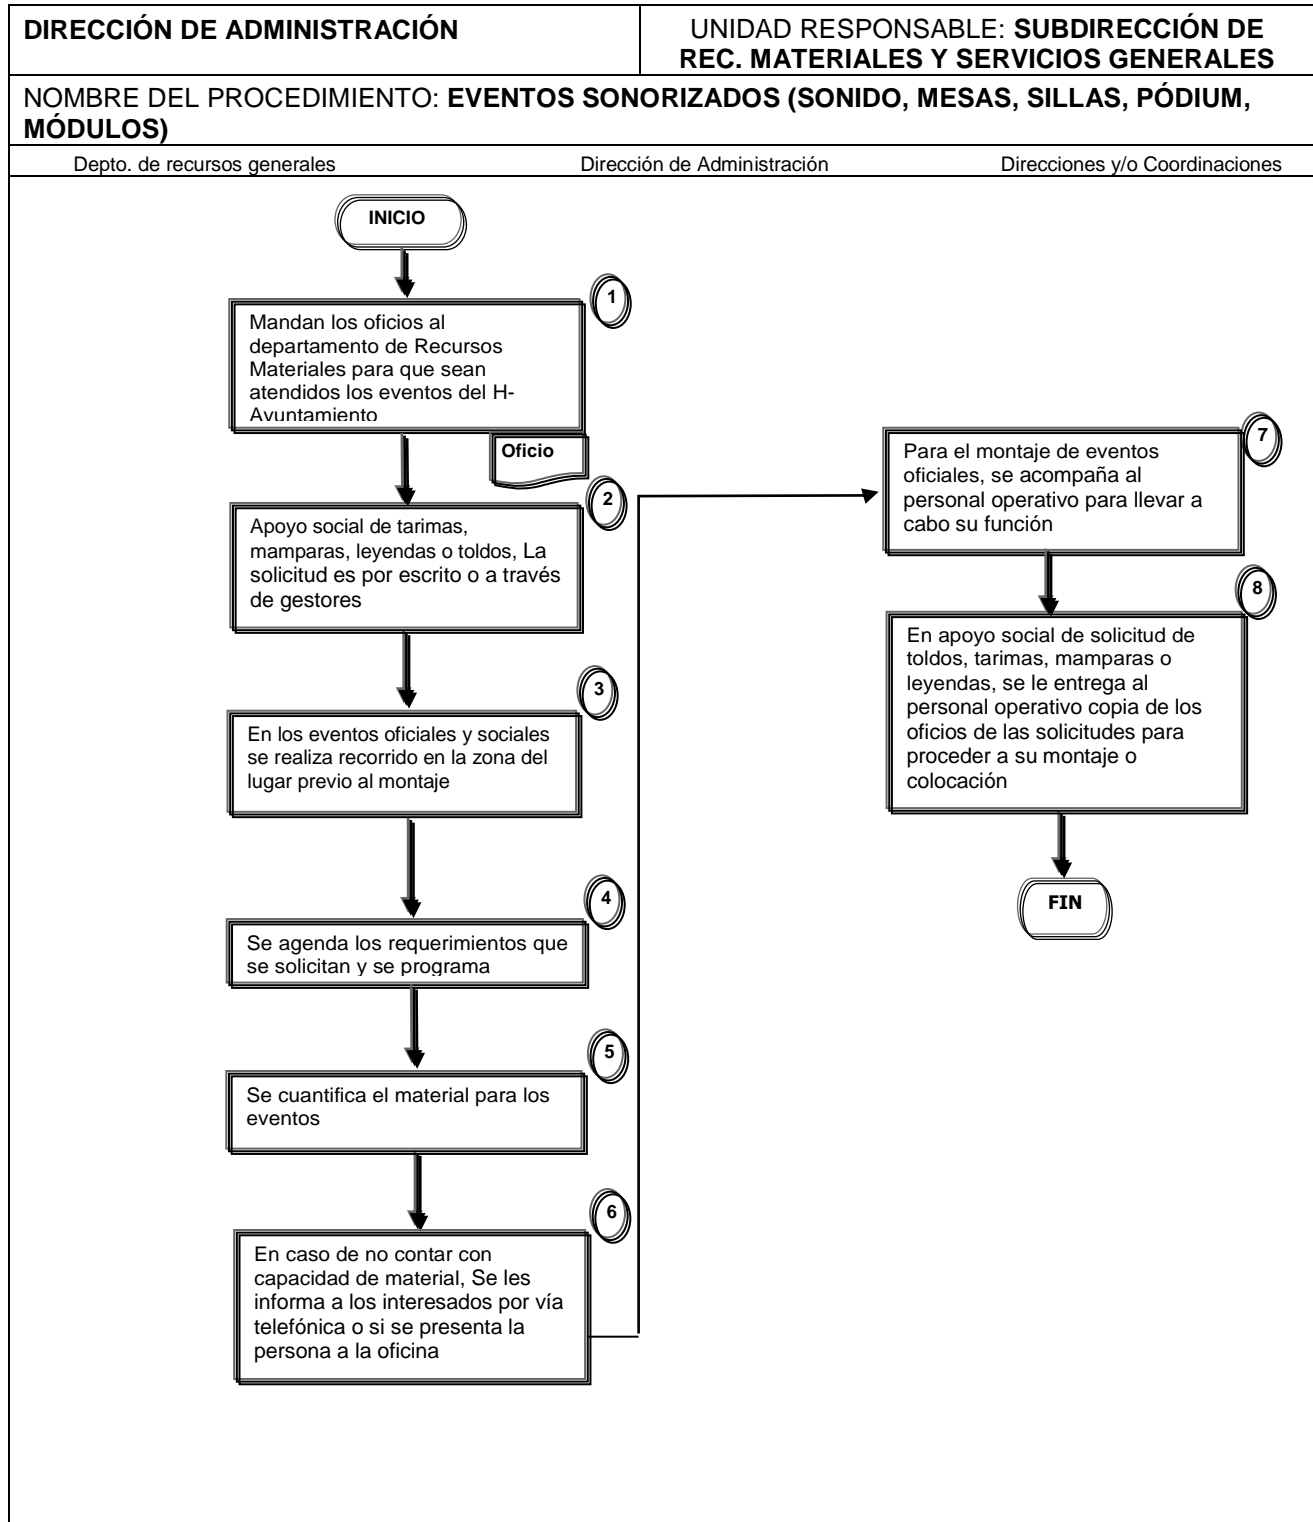 DIRECCIÓN DE ADMINISTRACIÓN
UNIDAD RESPONSABLE: SUBDIRECCIÓN DE
REC. MATERIALES Y SERVICIOS GENERALES
NOMBRE DEL PROCEDIMIENTO: EVENTOS SONORIZADOS (SONIDO, MESAS, SILLAS, PÓDIUM,
MÓDULOS)
Depto. de recursos generales
Dirección de Administración
Direcciones y/o Coordinaciones
INICIO
1
Mandan los oficios al
departamento de Recursos
Materiales para que sean
atendidos los eventos del H-
Ayuntamiento
Oficio
2
Apoyo social de tarimas,
mamparas, leyendas o toldos, La
solicitud es por escrito o a través
de gestores
3
En los eventos oficiales y sociales
se realiza recorrido en la zona del
lugar previo al montaje
4
Se agenda los requerimientos que
se solicitan y se programa
5
Se cuantifica el material para los
eventos
6
En caso de no contar con
capacidad de material, Se les
informa a los interesados por vía
telefónica o si se presenta la
persona a la oficina
7
Para el montaje de eventos
oficiales, se acompaña al
personal operativo para llevar a
cabo su función
8
En apoyo social de solicitud de
toldos, tarimas, mamparas o
leyendas, se le entrega al
personal operativo copia de los
oficios de las solicitudes para
proceder a su montaje o
colocación
FIN